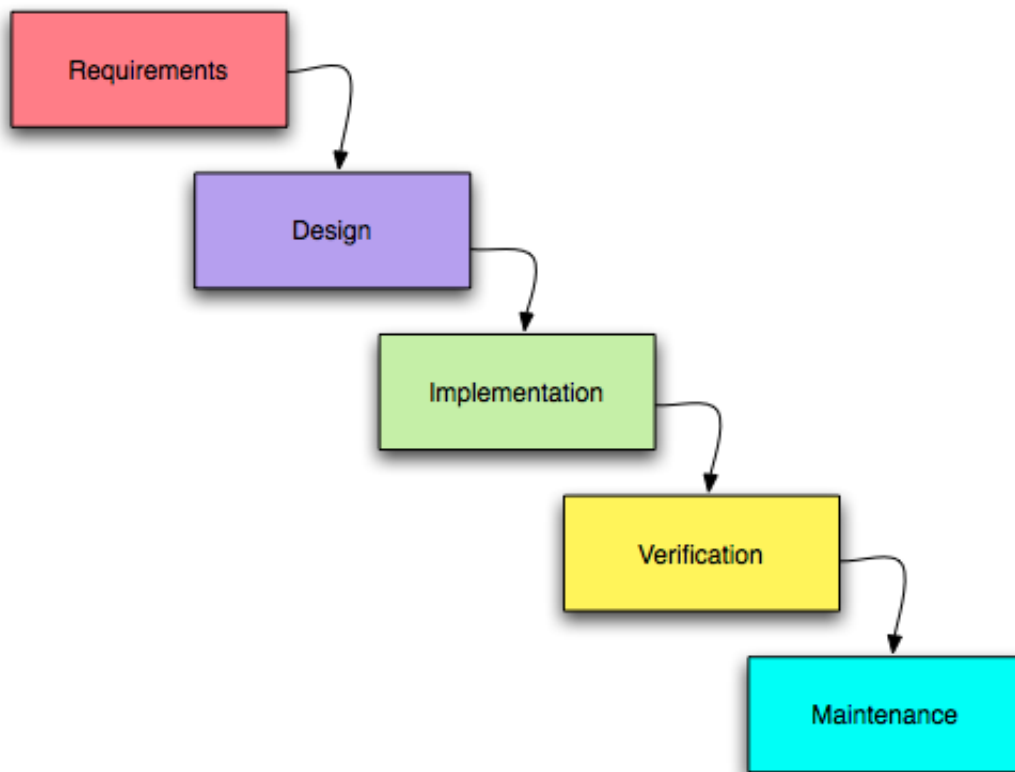 Requirements
Design
Implementation
Verification
Maintenance